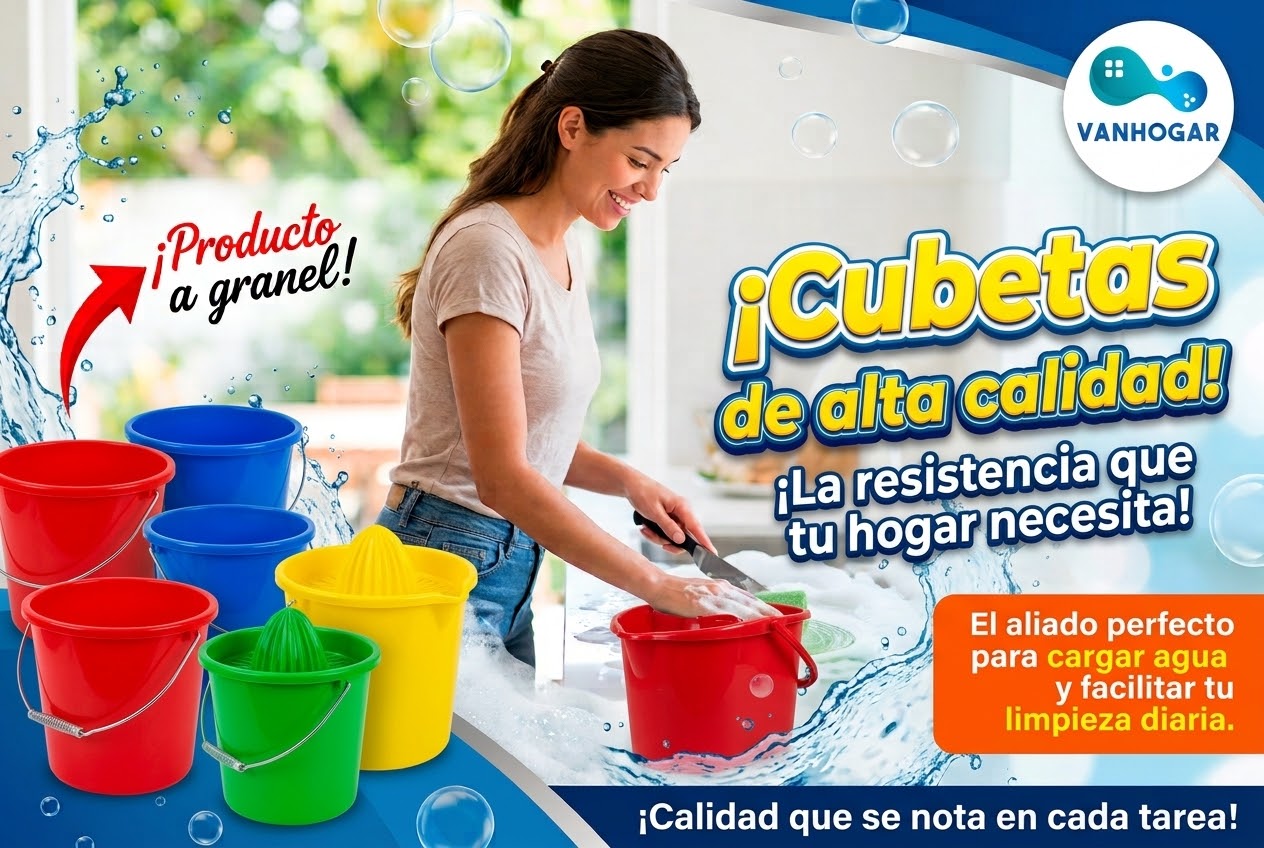 VANHOGAR
¡Producto
a granel!
¡Cubetas
de alta calidad!
¡La resistencia que
tu hogar necesita!
El aliado perfecto
para cargar agua
y facilitar tu
limpieza diaria.
¡Calidad que se nota en cada tarea!